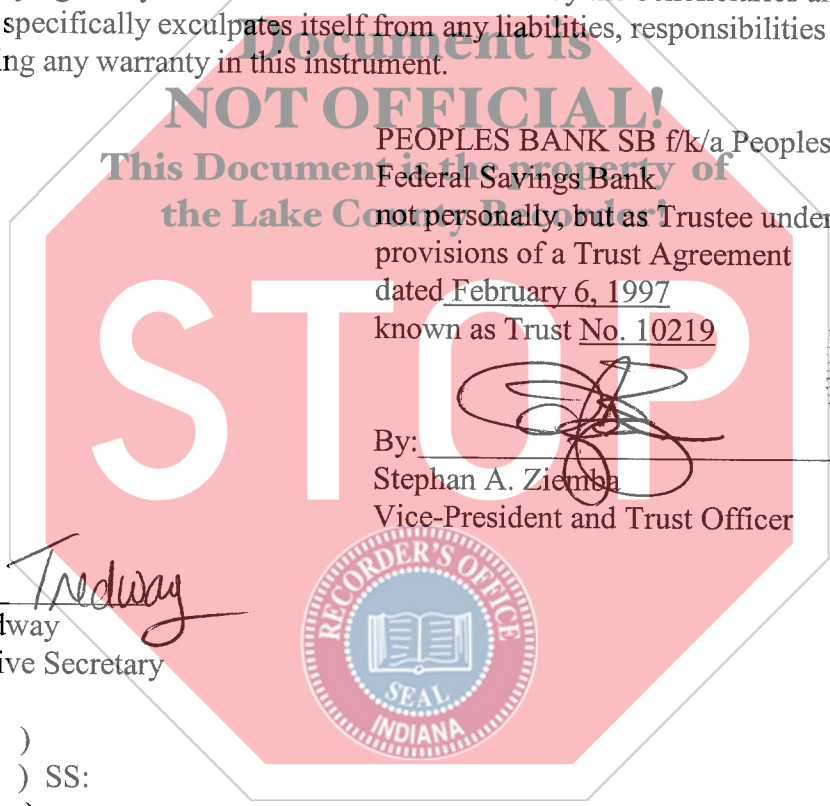 specifically exculpates itself from any liabilities, responsibilities
ing any warranty in this instrument.
Document is
NOT OFFICIAL!
This Document is the property of
the Lake County Recorder!
PEOPLES BANK SB f/k/a Peoples
Federal Savings Bank
not personally, but as Trustee under
provisions of a Trust Agreement
dated February 6, 1997
known as Trust No. 10219
STOP
By:
Stephan A. Ziemba
Vice-President and Trust Officer
Tredway
dway
ive Secretary
RECORDER'S OFFICE
SEAL
INDIANA
)
) SS:
)